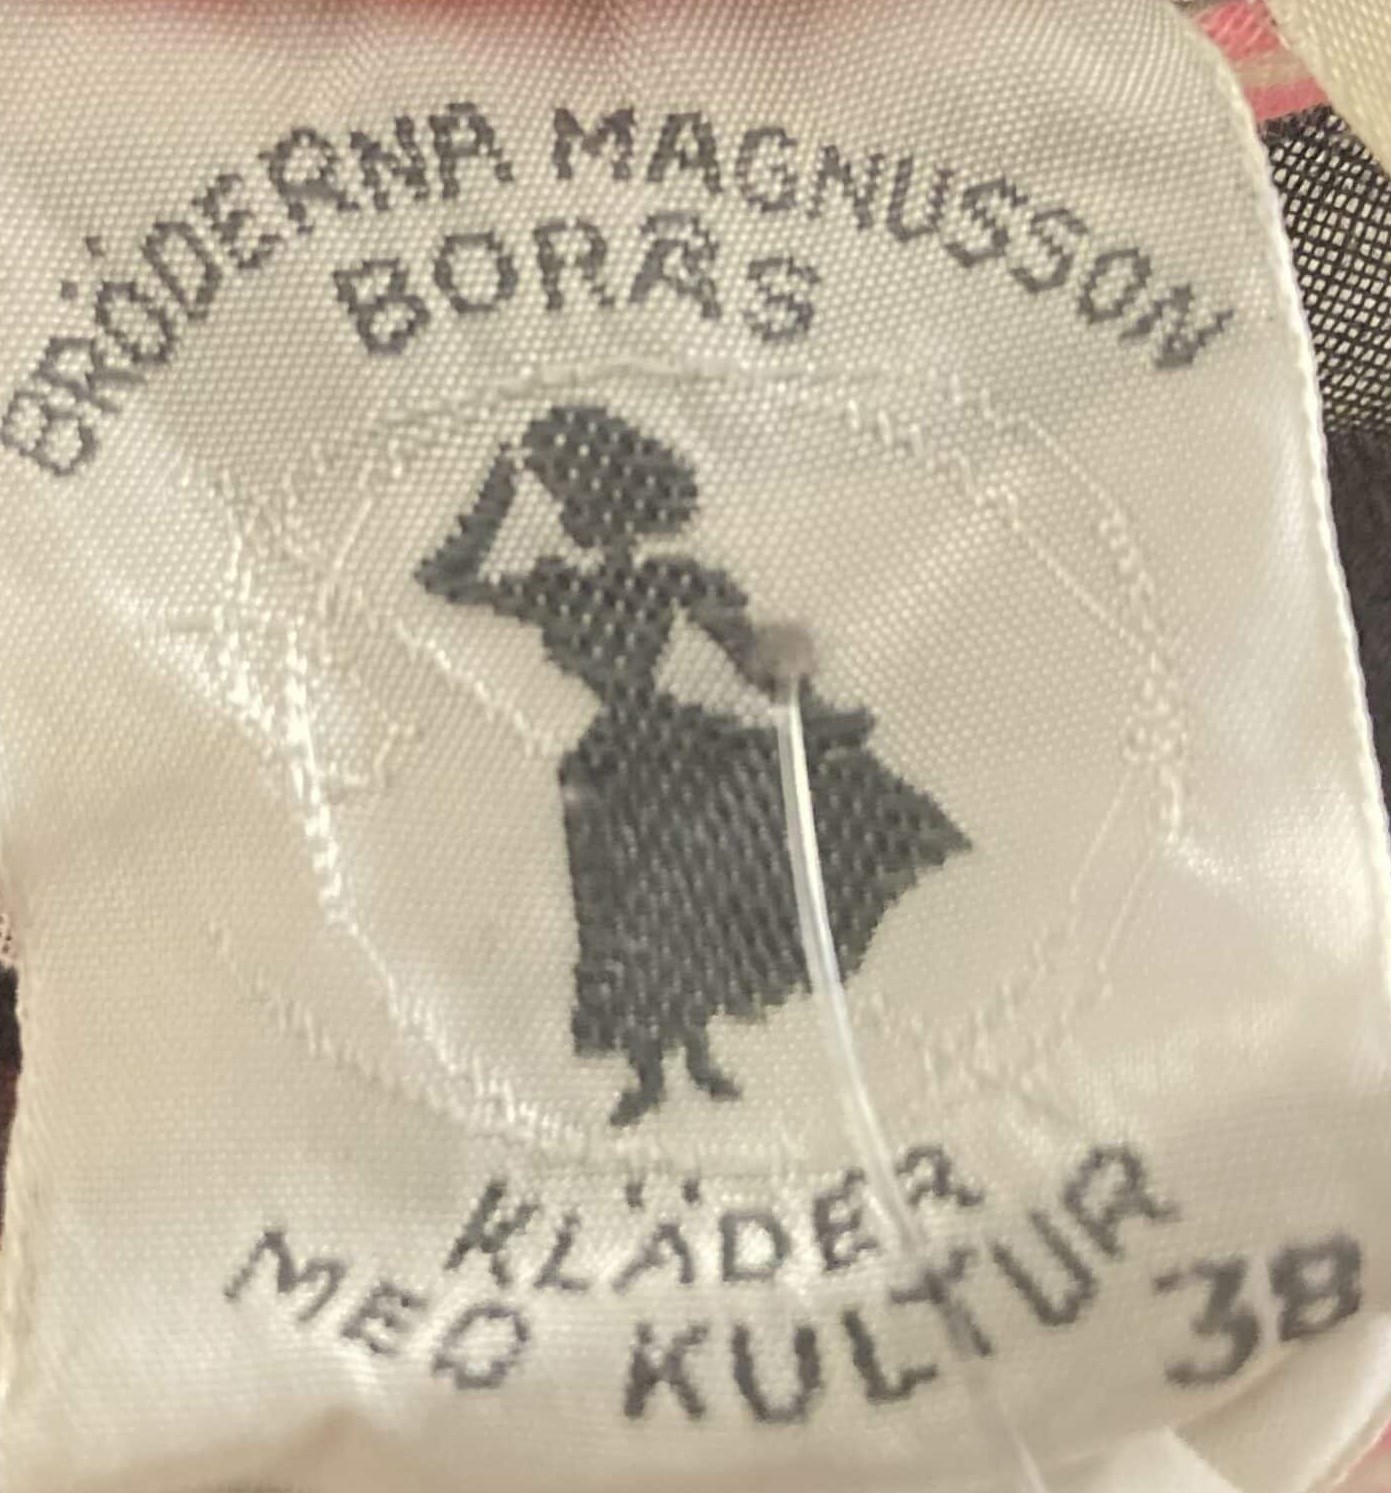 BRÖDERNA MAGNUSSON
BORÅS
KLÄDER
MED KULTUR
38